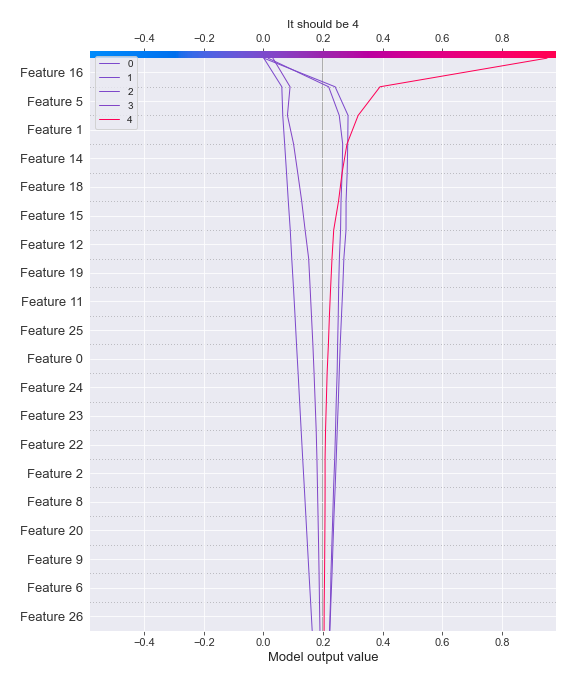 It should be 4
−0.4 −0.2 0.0 0.2 0.4 0.6 0.8
0
1
2
3
4
Feature 16
Feature 5
Feature 1
Feature 14
Feature 18
Feature 15
Feature 12
Feature 19
Feature 11
Feature 25
Feature 0
Feature 24
Feature 23
Feature 22
Feature 2
Feature 8
Feature 20
Feature 9
Feature 6
Feature 26
−0.4 −0.2 0.0 0.2 0.4 0.6 0.8
Model output value